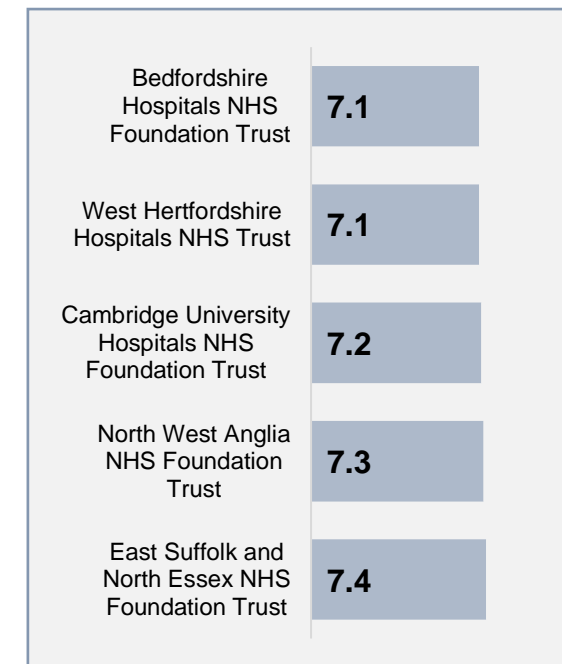 Bedfordshire
Hospitals NHS
Foundation Trust
7.1
West Hertfordshire
Hospitals NHS Trust
7.1
Cambridge University
Hospitals NHS
Foundation Trust
7.2
North West Anglia
NHS Foundation
Trust
7.3
East Suffolk and
North Essex NHS
Foundation Trust
7.4